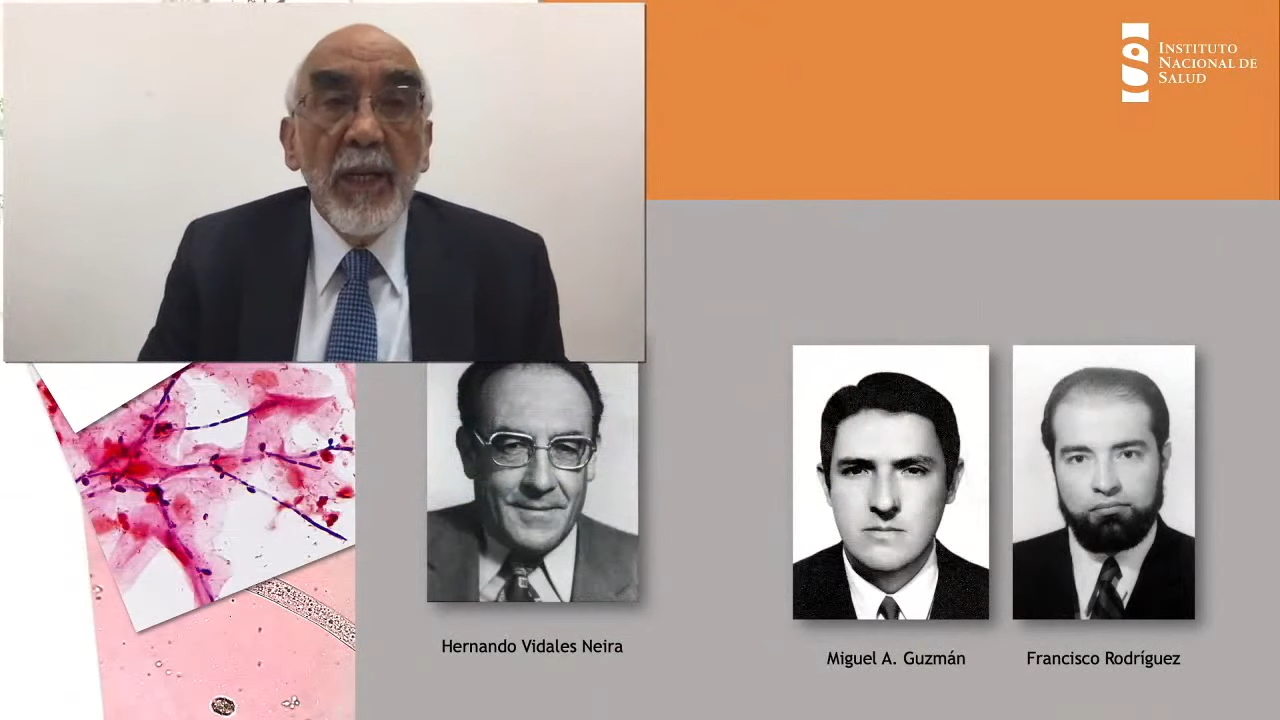 INSTITUTO
NACIONAL DE
SALUD
Hernando Vidales Neira
Miguel A. Guzmán
Francisco Rodríguez